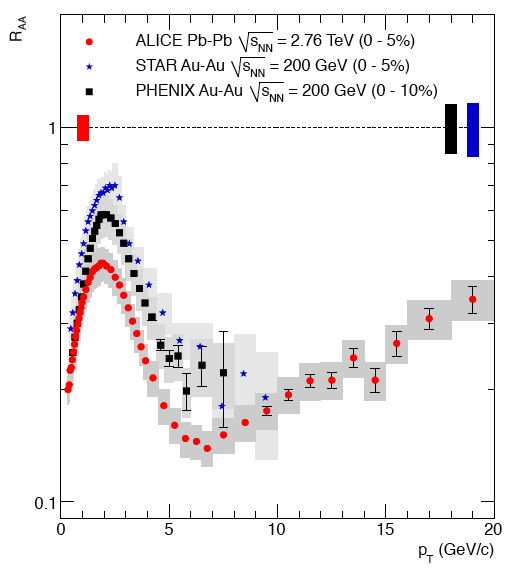 R_AA
ALICE Pb-Pb √s_NN = 2.76 TeV (0 - 5%)
STAR Au-Au √s_NN = 200 GeV (0 - 5%)
PHENIX Au-Au √s_NN = 200 GeV (0 - 10%)
1
0.1
0 5 10 15 20
p_T (GeV/c)